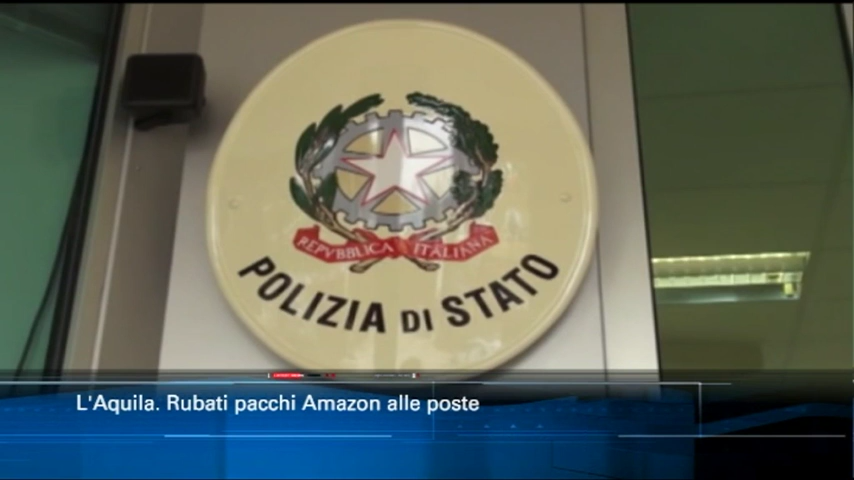 REPVBBLICA ITALIANA
POLIZIA DI STATO
L'Aquila. Rubati pacchi Amazon alle poste